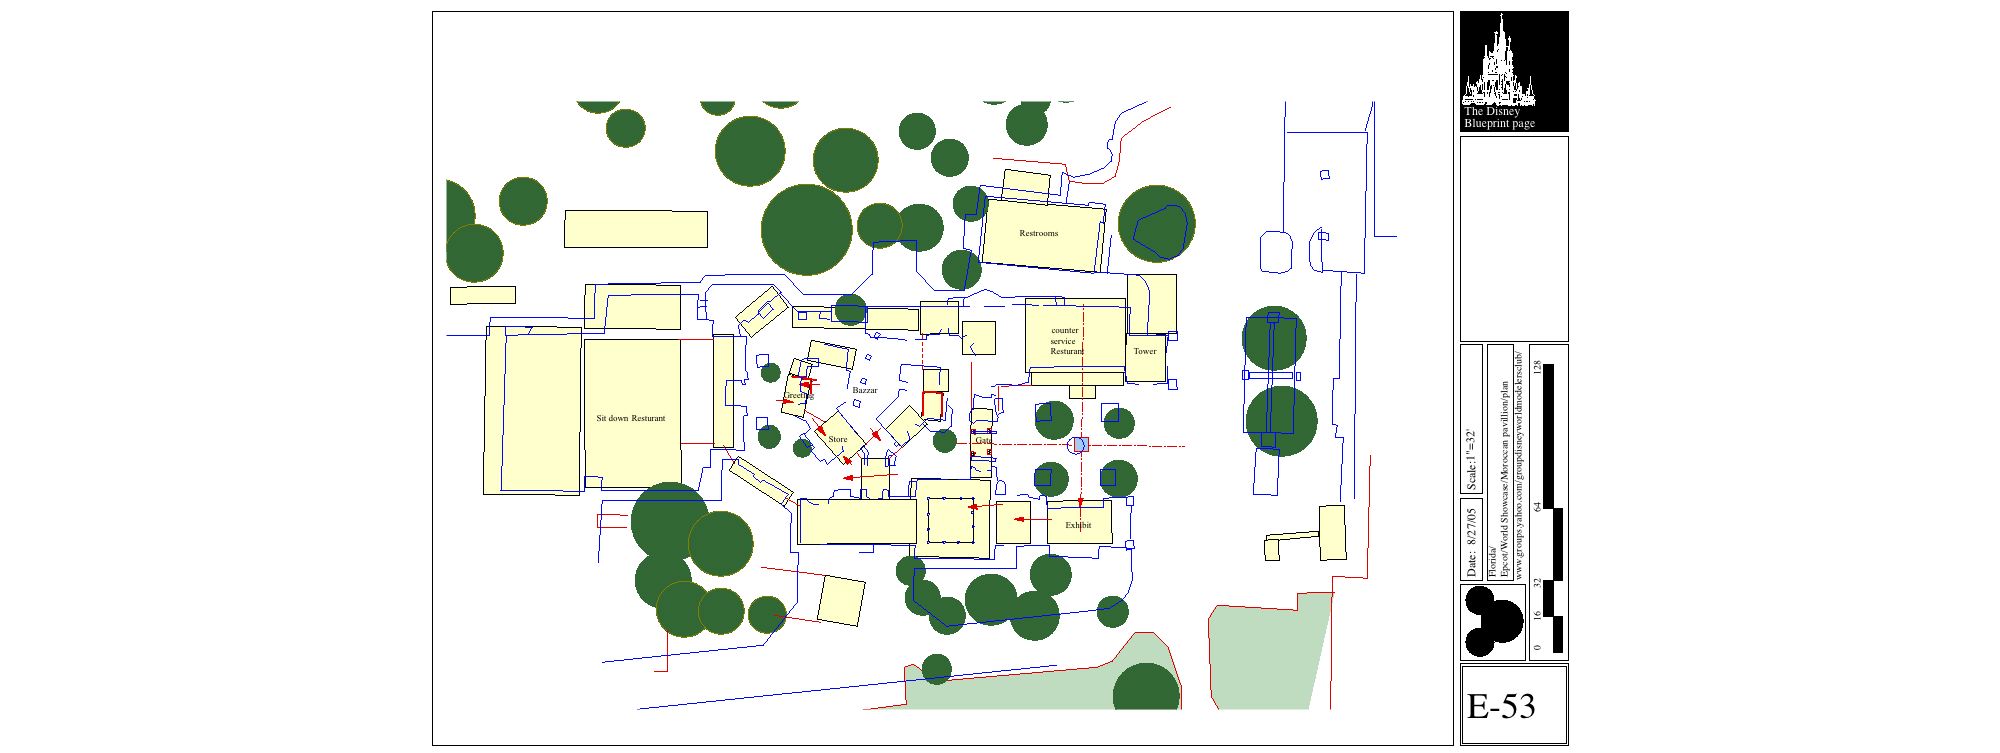 Restrooms
counter
service
Resturant
Tower
Greeting
Bazzar
Sit down Resturant
Store
Gate
Exhibit
The Disney
Blueprint page
Date: 8/27/05
Scale:1"=32'
Florida/
Epcot/World Showcase/Moroccan pavillion/plan
www.groups.yahoo.com/groupdisneyworldmodelersclub/
128
64
32
16
0
E-53